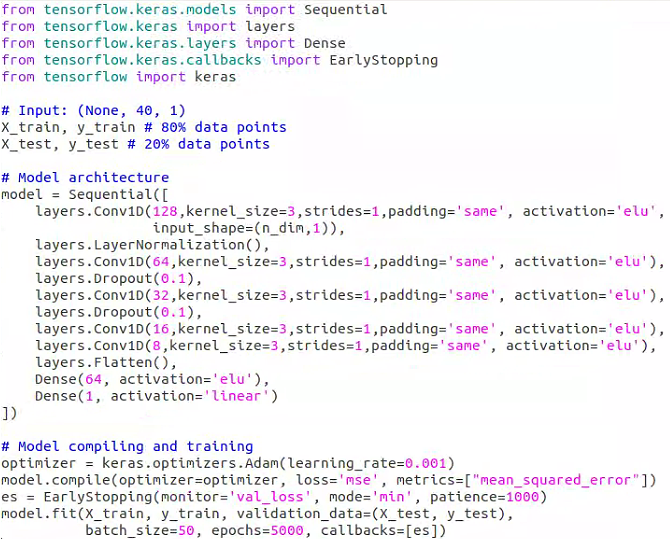 from tensorflow.keras.models import Sequential
from tensorflow.keras import layers
from tensorflow.keras.layers import Dense
from tensorflow.keras.callbacks import EarlyStopping
from tensorflow import keras

# Input: (None, 40, 1)
X_train, y_train # 80% data points
X_test, y_test # 20% data points

# Model architecture
model = Sequential([
    layers.Conv1D(128,kernel_size=3,strides=1,padding='same', activation='elu',
                  input_shape=(n_dim,1)),
    layers.LayerNormalization(),
    layers.Conv1D(64,kernel_size=3,strides=1,padding='same', activation='elu'),
    layers.Dropout(0.1),
    layers.Conv1D(32,kernel_size=3,strides=1,padding='same', activation='elu'),
    layers.Dropout(0.1),
    layers.Conv1D(16,kernel_size=3,strides=1,padding='same', activation='elu'),
    layers.Conv1D(8,kernel_size=3,strides=1,padding='same', activation='elu'),
    layers.Flatten(),
    Dense(64, activation='elu'),
    Dense(1, activation='linear')
])

# Model compiling and training
optimizer = keras.optimizers.Adam(learning_rate=0.001)
model.compile(optimizer=optimizer, loss='mse', metrics=["mean_squared_error"])
es = EarlyStopping(monitor='val_loss', mode='min', patience=1000)
model.fit(X_train, y_train, validation_data=(X_test, y_test),
          batch_size=50, epochs=5000, callbacks=[es])